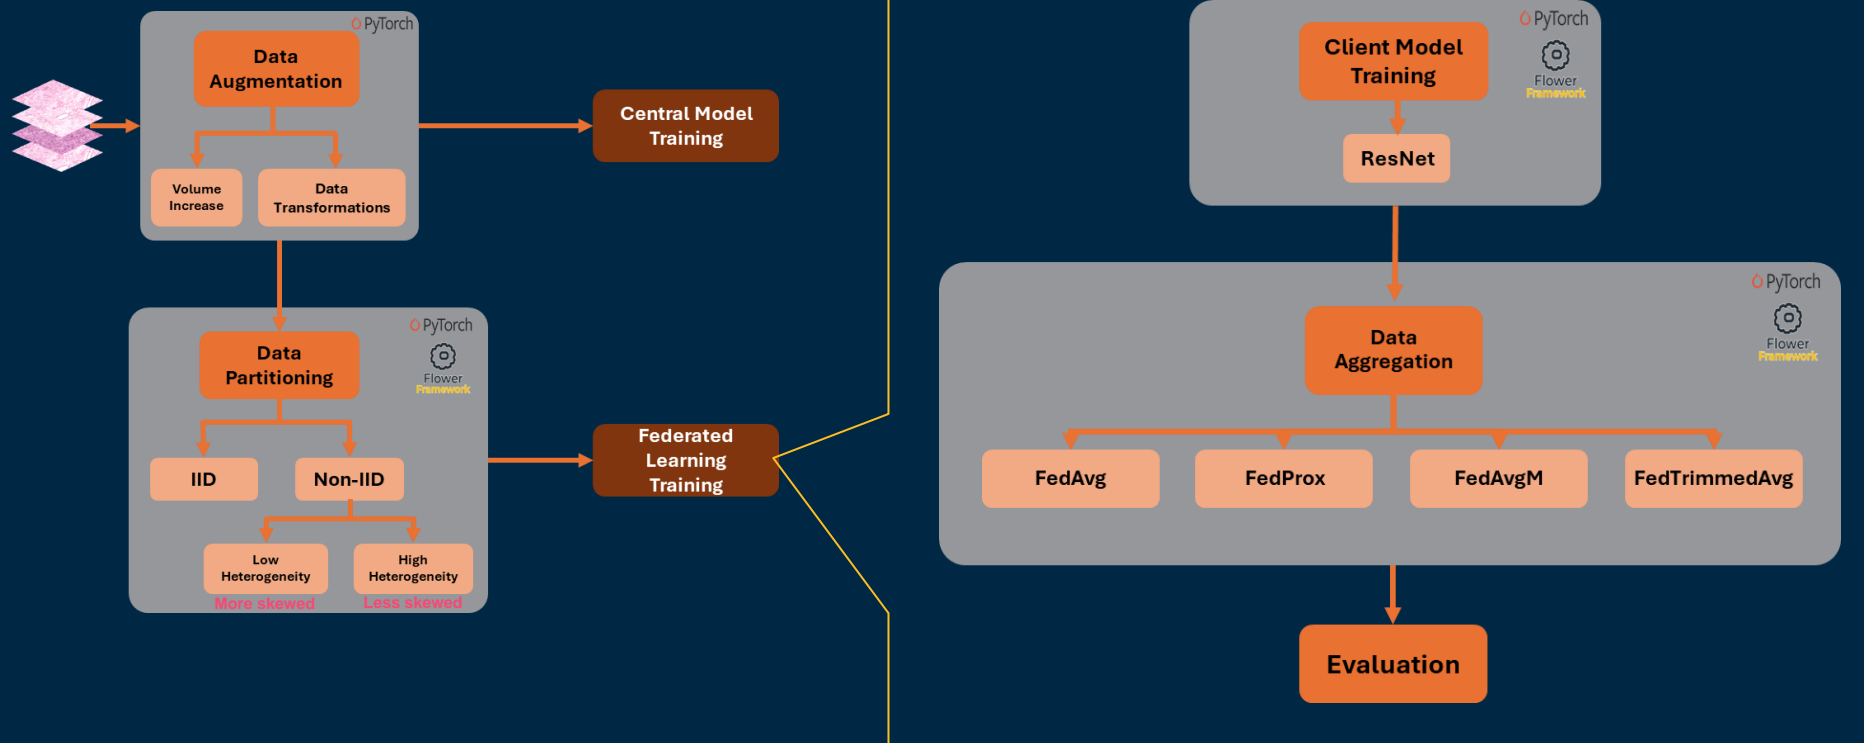 PyTorch
Data
Augmentation
Volume
Increase
Data
Transformations
Central Model
Training
PyTorch
Flower
Framework
Data
Partitioning
IID
Non-IID
Low
Heterogeneity
High
Heterogeneity
More skewed
Less skewed
Federated
Learning
Training
PyTorch
Flower
Framework
Client Model
Training
ResNet
PyTorch
Flower
Framework
Data
Aggregation
FedAvg
FedProx
FedAvgM
FedTrimmedAvg
Evaluation